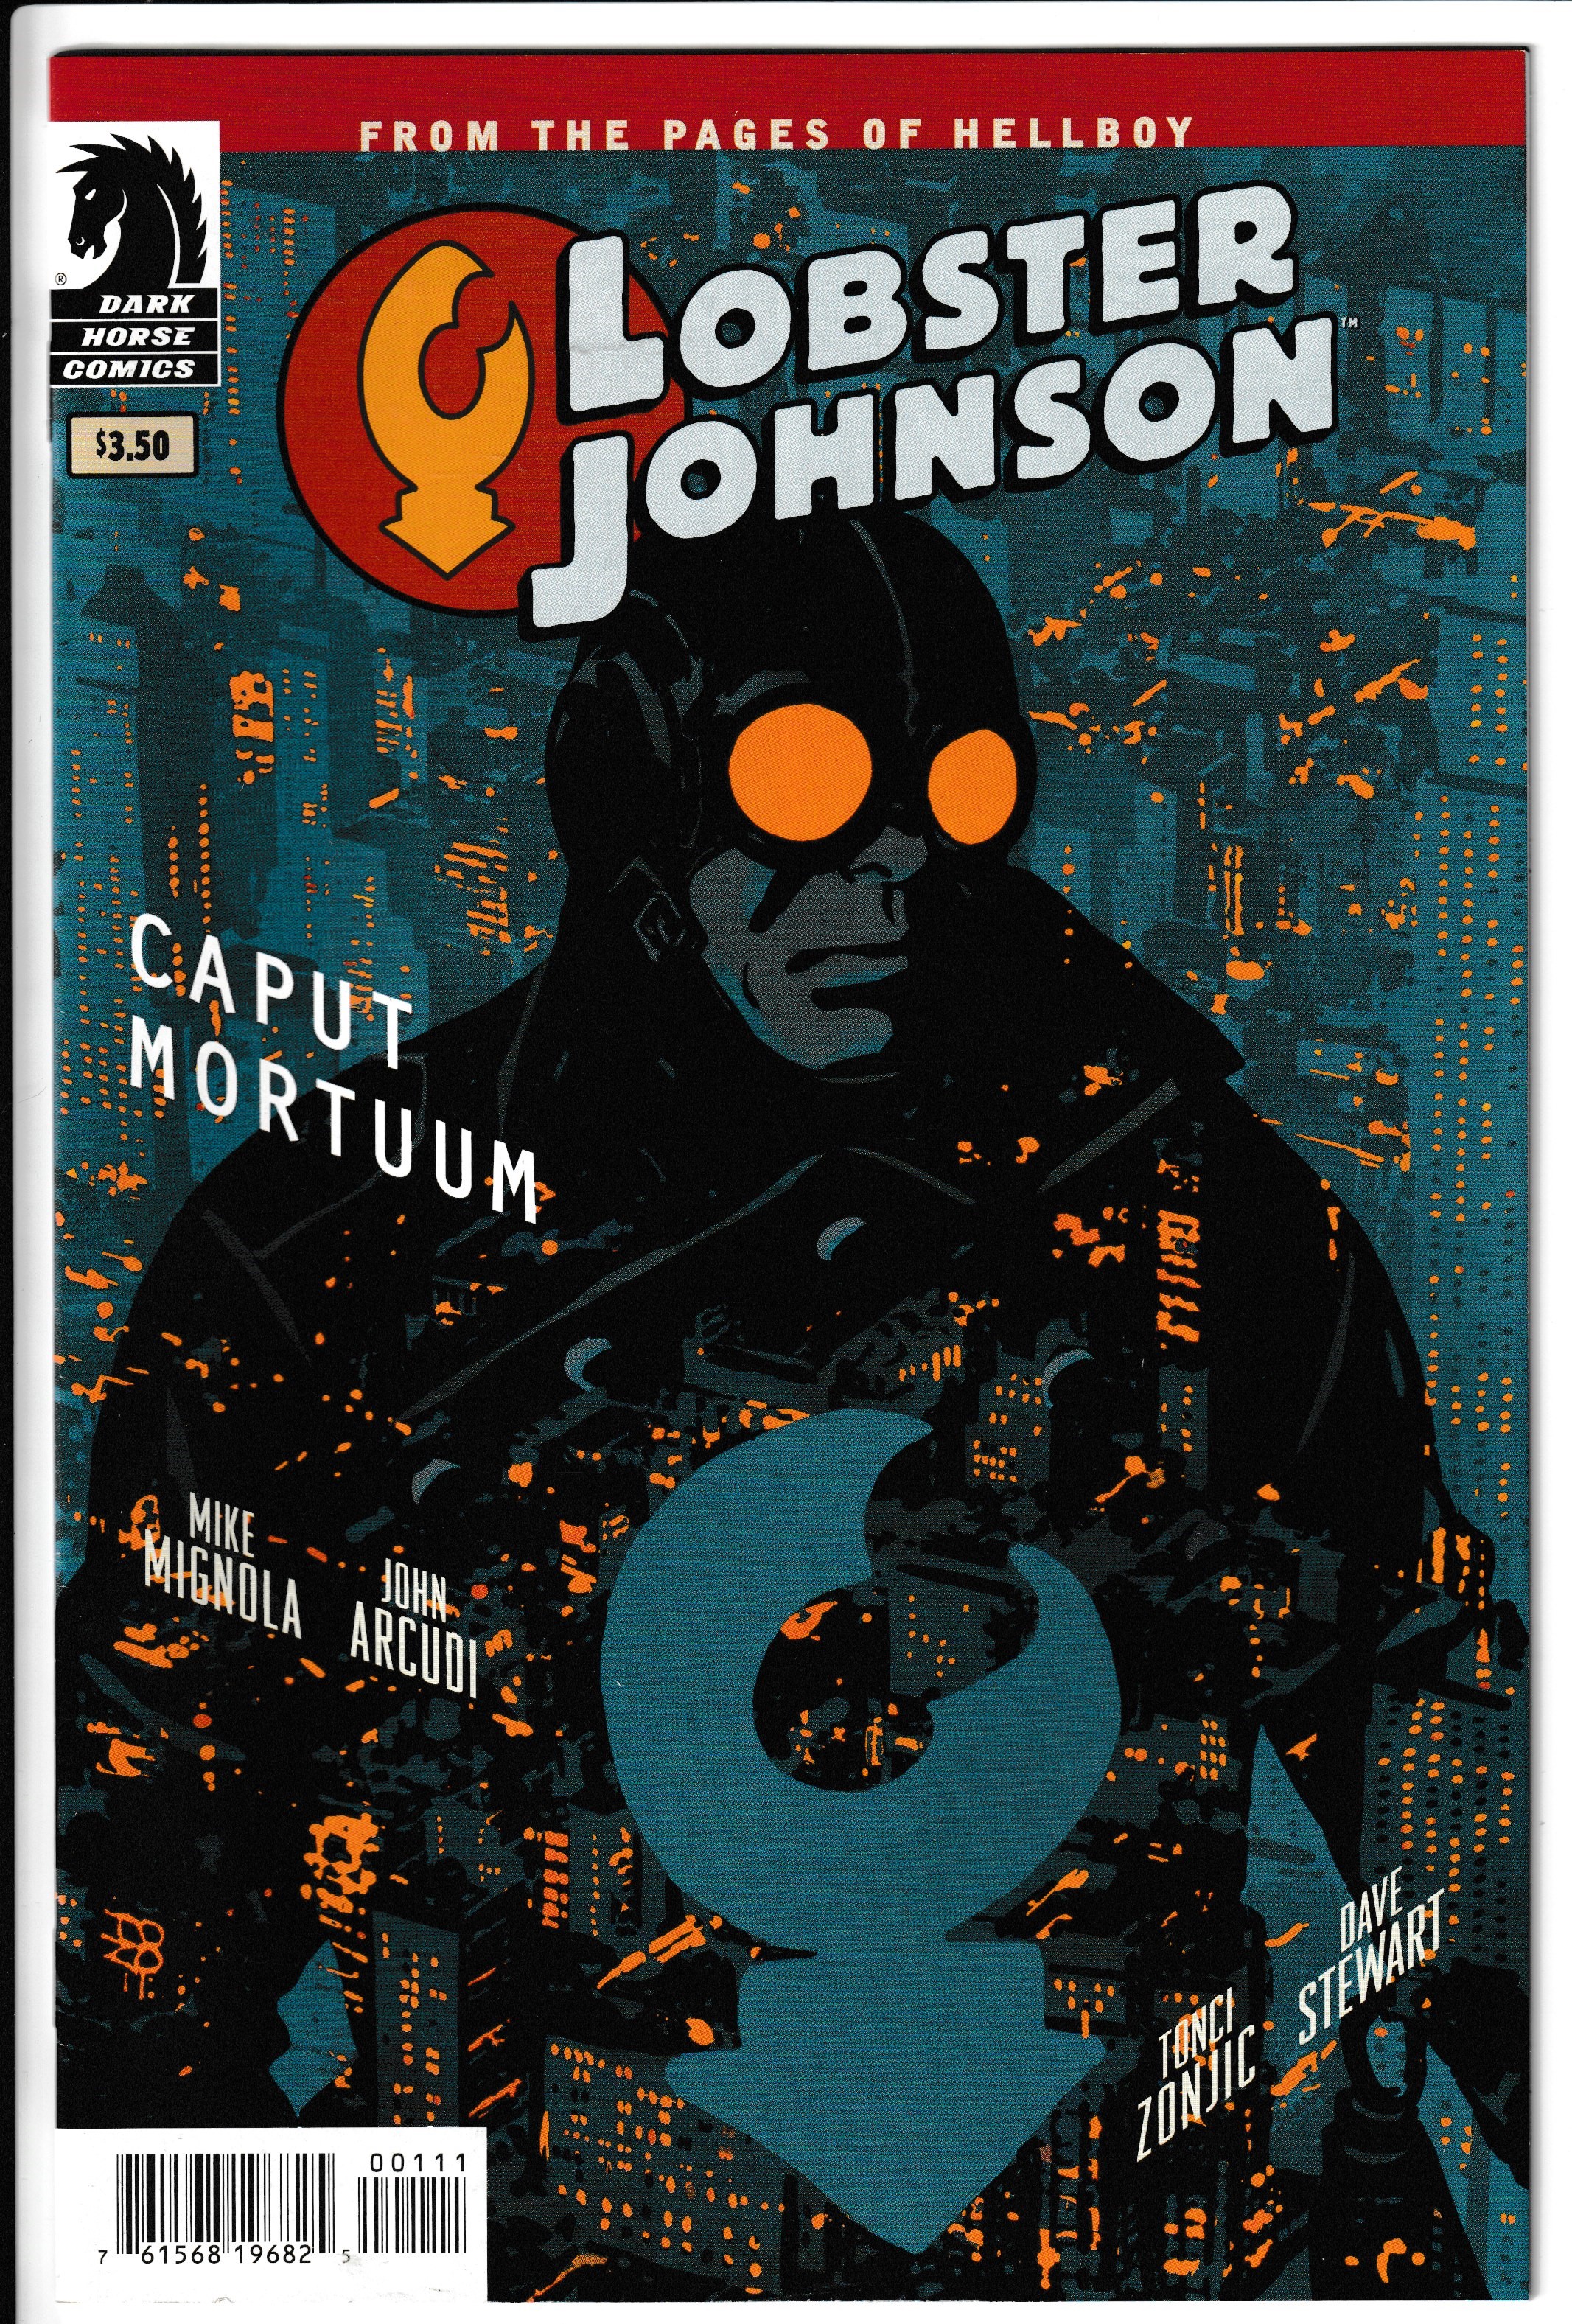 FROM THE PAGES OF HELLBOY
®
DARK
HORSE
COMICS
$3.50
LOBSTER
JOHNSON™
CAPUT
MORTUUM
MIKE
MIGNOLA
JOHN
ARCUDI
DAVE
STEWART
TONCI
ZONJIC
00111
7 61568 19682 5